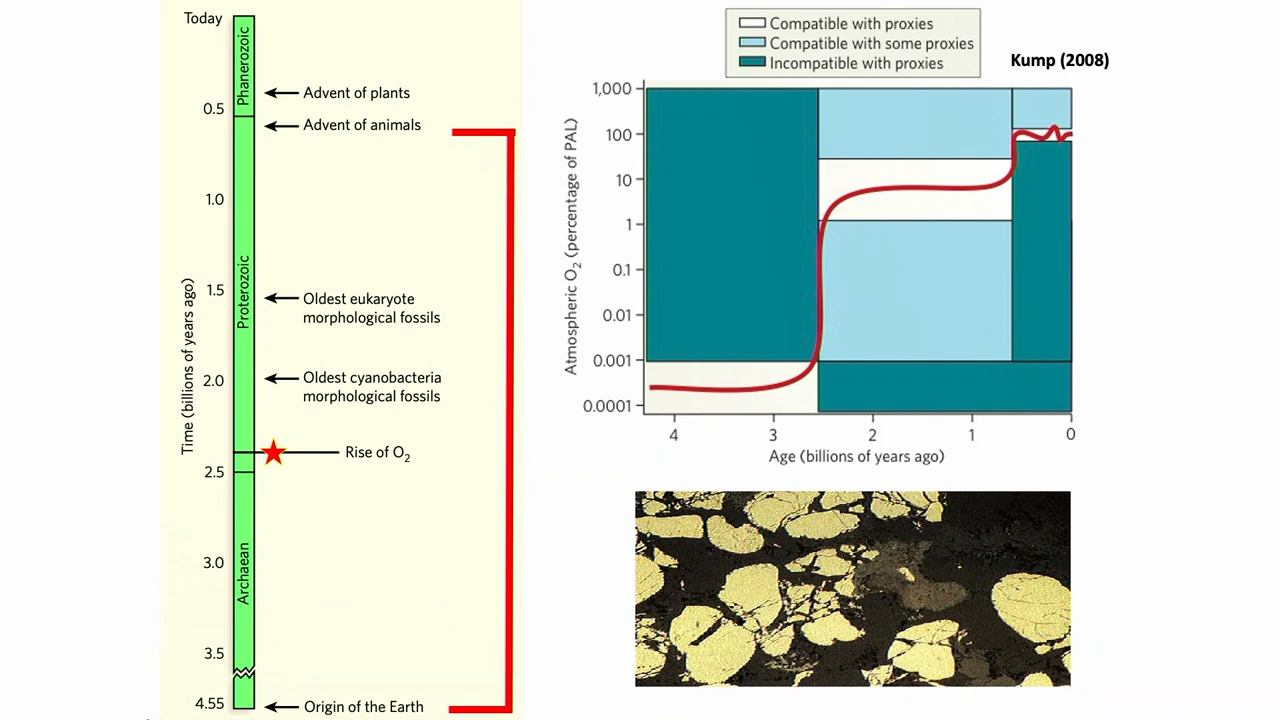 Today
Phanerozoic
Advent of plants
0.5
Advent of animals
1.0
Proterozoic
1.5
Oldest eukaryote
morphological fossils
Time (billions of years ago)
2.0
Oldest cyanobacteria
morphological fossils
Rise of O₂
2.5
3.0
Archaean
3.5
4.55
Origin of the Earth
Compatible with proxies
Compatible with some proxies
Incompatible with proxies
Kump (2008)
Atmospheric O₂ (percentage of PAL)
1,000
100
10
1
0.1
0.01
0.001
0.0001
4 3 2 1 0
Age (billions of years ago)